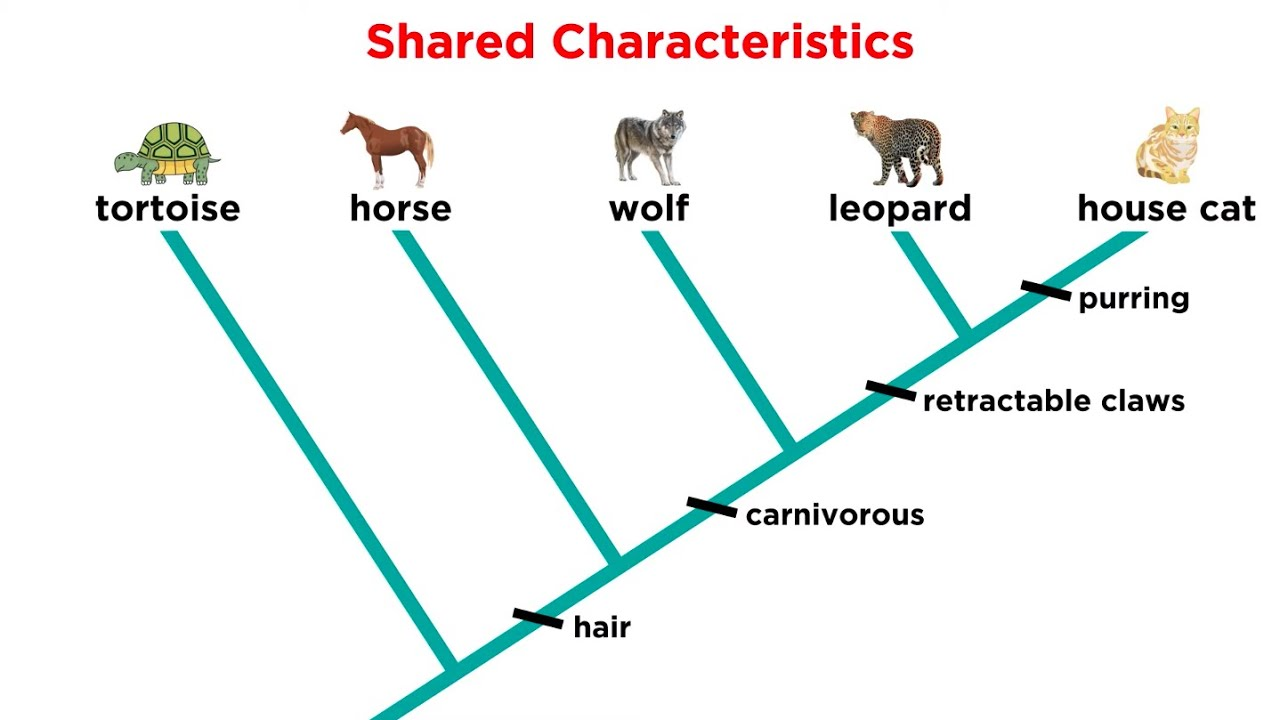 Shared Characteristics
tortoise
horse
wolf
leopard
house cat
purring
retractable claws
carnivorous
hair